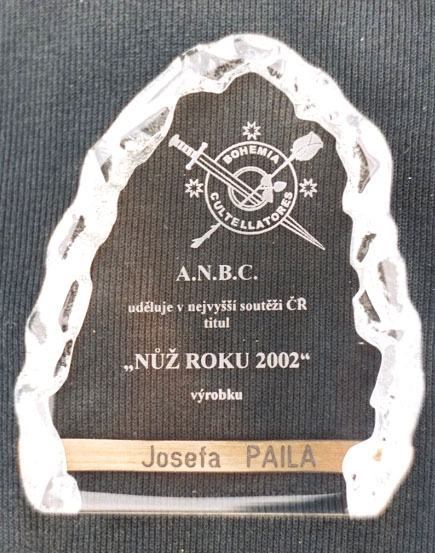 BOHEMIA
CULTELLATORES
A.N.B.C.
uděluje v nejvyšší soutěži ČR
titul
„NŮŽ ROKU 2002“
výrobku
Josefa PAILA